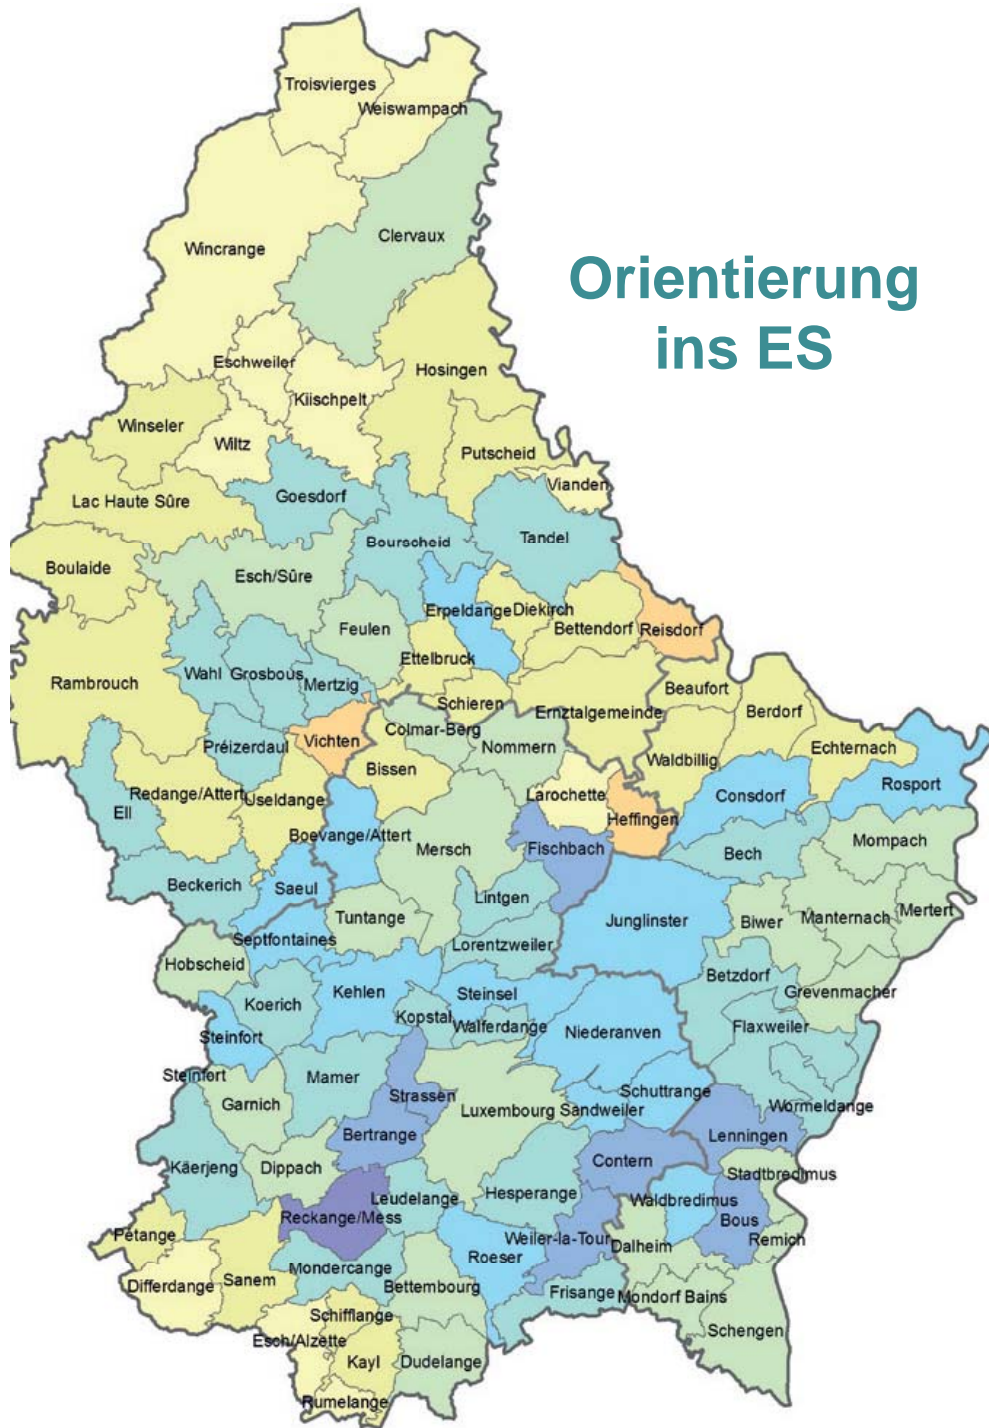 Troisvierges
Weiswampach
Clervaux
Wincrange
Orientierung
ins ES
Eschweiler
Hosingen
Kiischpelt
Winseler
Wiltz
Putscheid
Vianden
Lac Haute Sûre
Goesdorf
Tandel
Bourscheid
Boulaide
Esch/Sûre
Erpeldange
Diekirch
Bettendorf
Reisdorf
Feulen
Ettelbruck
Wahl
Grosbous
Mertzig
Rambrouch
Beaufort
Schieren
Ernztalgemeinde
Berdorf
Colmar-Berg
Préizerdaul
Vichten
Nommern
Echternach
Waldbillig
Bissen
Rosport
Redange/Attert
Useldange
Larochette
Consdorf
Ell
Heffingen
Boevange/Attert
Mersch
Fischbach
Mompach
Bech
Beckerich
Saeul
Lintgen
Tuntange
Junglinster
Biwer
Manternach
Mertert
Septfontaines
Lorentzweiler
Hobscheid
Betzdorf
Kehlen
Steinsel
Grevenmacher
Koerich
Kopstal
Walferdange
Niederanven
Flaxweiler
Steinfort
Steinfort
Mamer
Strassen
Schuttrange
Garnich
Luxembourg
Sandweiler
Wormeldange
Bertrange
Lenningen
Käerjeng
Dippach
Contern
Stadtbredimus
Leudelange
Hesperange
Waldbredimus
Reckange/Mess
Bous
Pétange
Weiler-la-Tour
Dalheim
Remich
Roeser
Mondercange
Differdange
Sanem
Bettembourg
Frisange
Mondorf Bains
Schifflange
Schengen
Esch/Alzette
Kayl
Dudelange
Rumelange